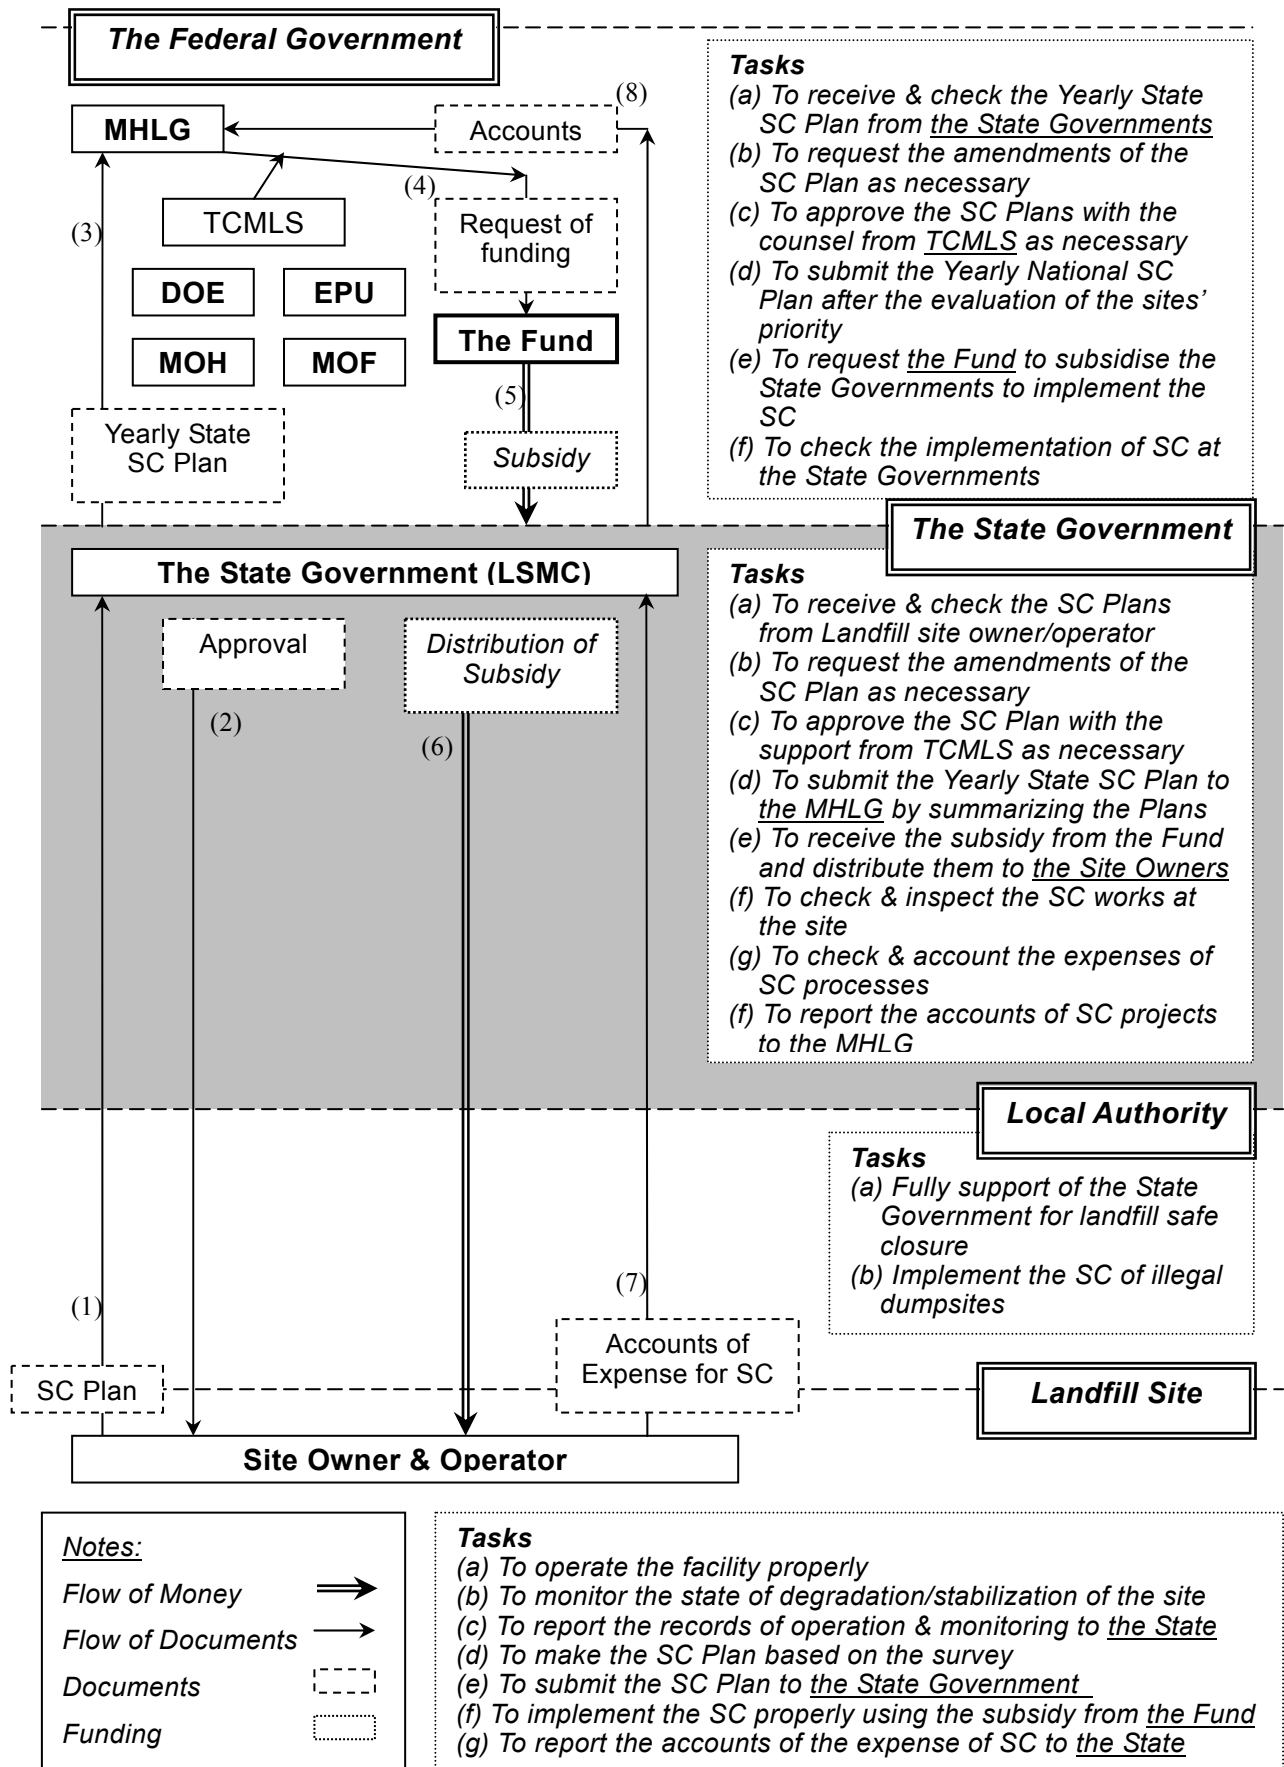 The Federal Government
MHLG
Accounts
(8)
(4)
TCMLS
(3)
Request of
funding
DOE
EPU
MOH
MOF
The Fund
(5)
Yearly State
SC Plan
Subsidy
Tasks
(a) To receive & check the Yearly State
SC Plan from the State Governments
(b) To request the amendments of the
SC Plan as necessary
(c) To approve the SC Plans with the
counsel from TCMLS as necessary
(d) To submit the Yearly National SC
Plan after the evaluation of the sites’
priority
(e) To request the Fund to subsidise the
State Governments to implement the
SC
(f) To check the implementation of SC at
the State Governments
The State Government
The State Government (LSMC)
Approval
(2)
Distribution of
Subsidy
(6)
Tasks
(a) To receive & check the SC Plans
from Landfill site owner/operator
(b) To request the amendments of the
SC Plan as necessary
(c) To approve the SC Plan with the
support from TCMLS as necessary
(d) To submit the Yearly State SC Plan to
the MHLG by summarizing the Plans
(e) To receive the subsidy from the Fund
and distribute them to the Site Owners
(f) To check & inspect the SC works at
the site
(g) To check & account the expenses of
SC processes
(f) To report the accounts of SC projects
to the MHLG
Local Authority
Tasks
(a) Fully support of the State
Government for landfill safe
closure
(b) Implement the SC of illegal
dumpsites
(1)
(7)
SC Plan
Accounts of
Expense for SC
Landfill Site
Site Owner & Operator
Notes:
Flow of Money
Flow of Documents
Documents
Funding
Tasks
(a) To operate the facility properly
(b) To monitor the state of degradation/stabilization of the site
(c) To report the records of operation & monitoring to the State
(d) To make the SC Plan based on the survey
(e) To submit the SC Plan to the State Government
(f) To implement the SC properly using the subsidy from the Fund
(g) To report the accounts of the expense of SC to the State